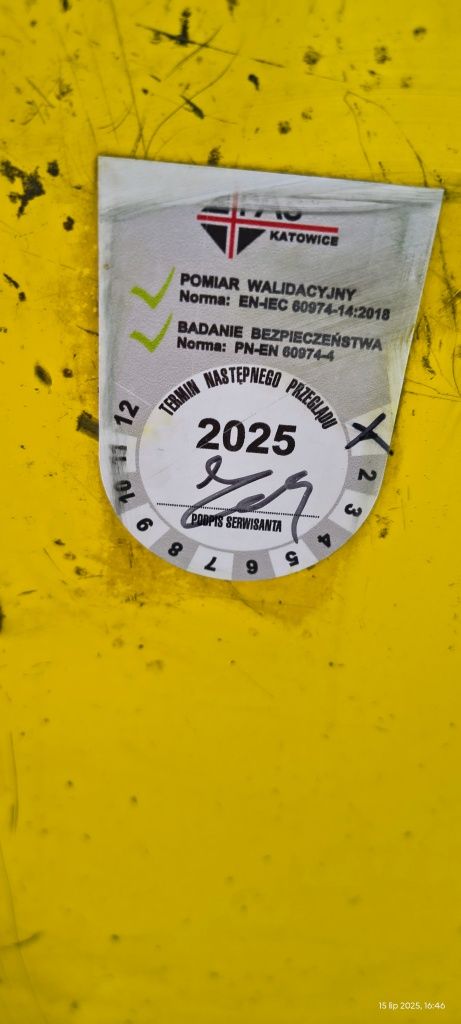 KATOWICE
POMIAR WALIDACYJNY
Norma: EN-IEC 60974-14:2018
BADANIE BEZPIECZEŃSTWA
Norma: PN-EN 60974-4
TERMIN NASTĘPNEGO PRZEGLĄDU
2025
PODPIS SERWISANTA
2
3
4
5
6
7
8
9
10
11
12
15 lip 2025, 16:46